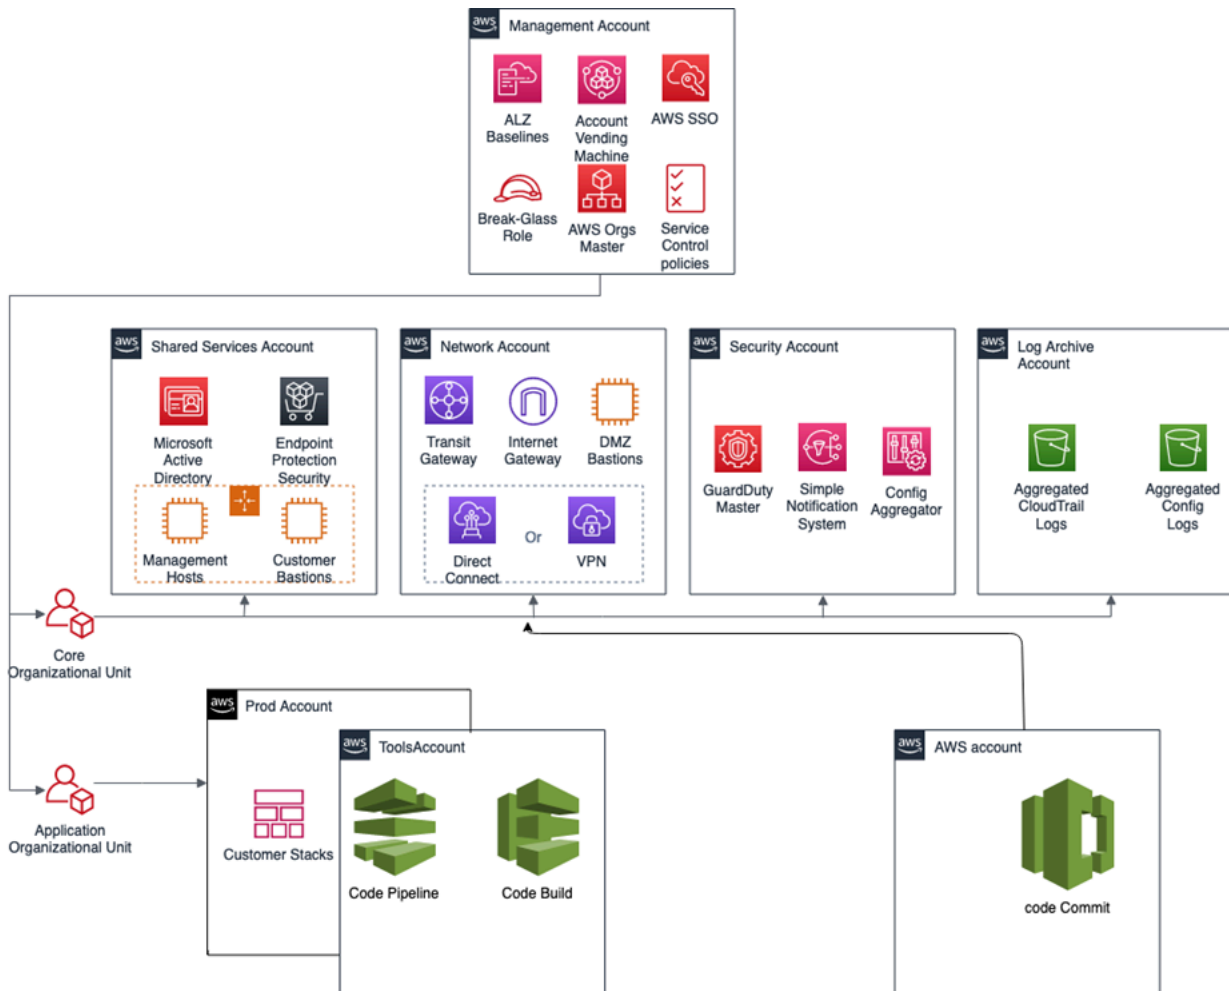 aws
Management Account
ALZ
Baselines
Account
Vending
Machine
AWS SSO
Break-Glass
Role
AWS Orgs
Master
Service
Control
policies
aws
Shared Services Account
Microsoft
Active
Directory
Endpoint
Protection
Security
Management
Hosts
Customer
Bastions
aws
Network Account
Transit
Gateway
Internet
Gateway
DMZ
Bastions
Direct
Connect
Or
VPN
aws
Security Account
GuardDuty
Master
Simple
Notification
System
Config
Aggregator
aws
Log Archive
Account
Aggregated
CloudTrail
Logs
Aggregated
Config
Logs
Core
Organizational Unit
aws
Prod Account
Customer Stacks
aws
ToolsAccount
Code Pipeline
Code Build
aws
AWS account
code Commit
Application
Organizational Unit